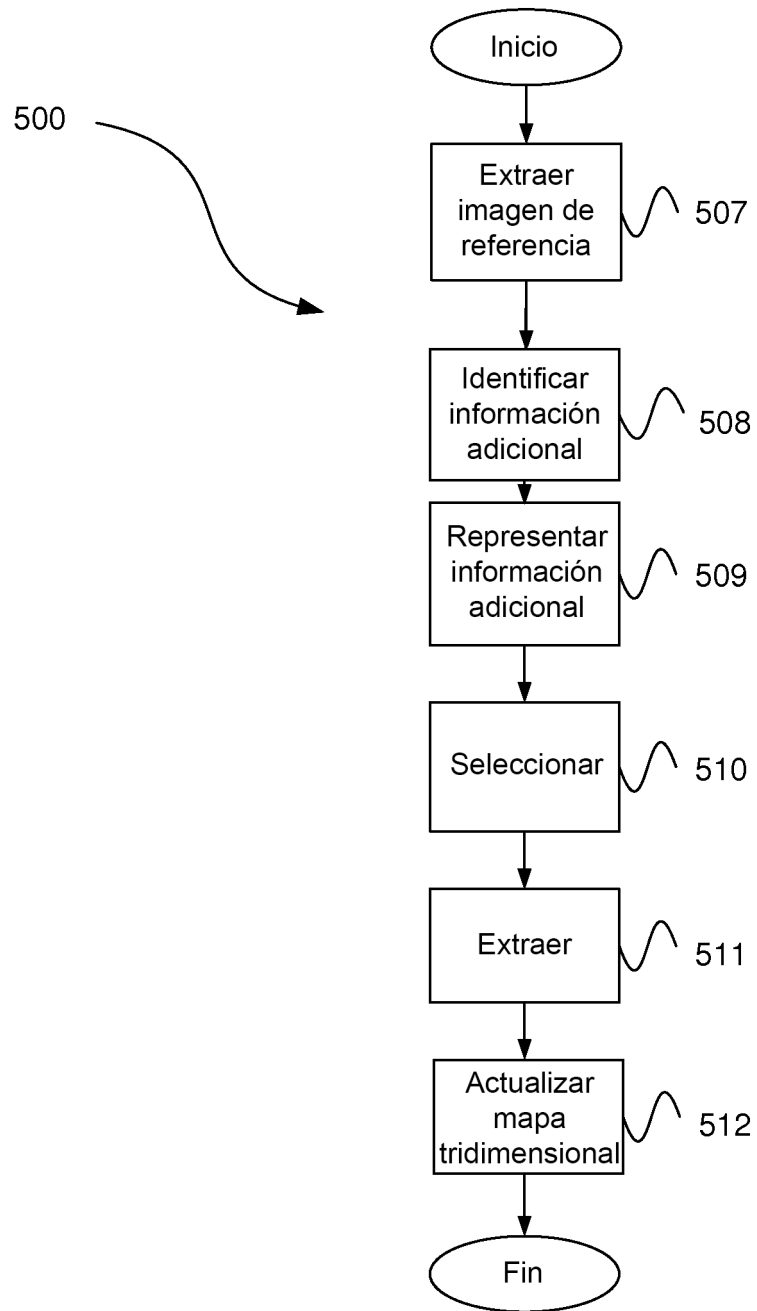 Inicio
500
Extraer
imagen de
referencia
507
Identificar
información
adicional
508
Representar
información
adicional
509
Seleccionar
510
Extraer
511
Actualizar
mapa
tridimensional
512
Fin